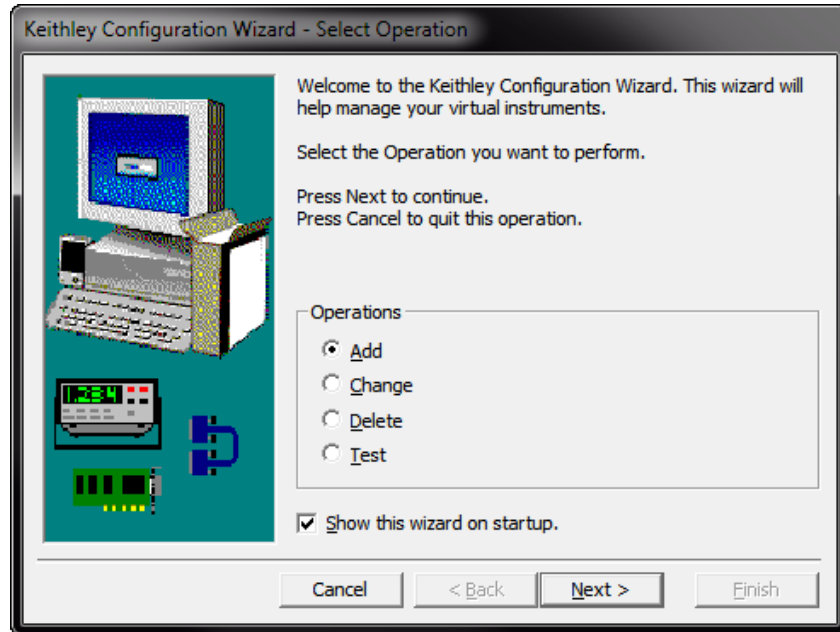 Keithley Configuration Wizard - Select Operation
Welcome to the Keithley Configuration Wizard. This wizard will
help manage your virtual instruments.
Select the Operation you want to perform.
Press Next to continue.
Press Cancel to quit this operation.
1.234
Operations
Add
Change
Delete
Test
Show this wizard on startup.
Cancel
< Back
Next >
Finish